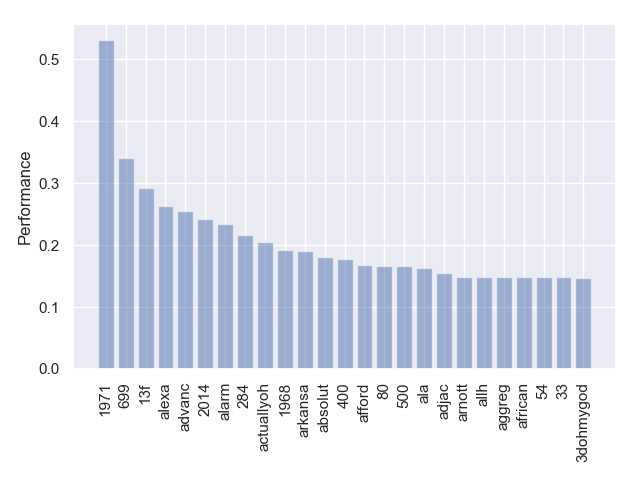 0.5
0.4
0.3
0.2
0.1
0.0
Performance
1971
699
13f
alexa
advanc
2014
alarm
284
actuallyoh
1968
arkansa
absolut
400
afford
80
500
ala
adjac
arnott
allh
aggreg
african
54
33
3dohmygod